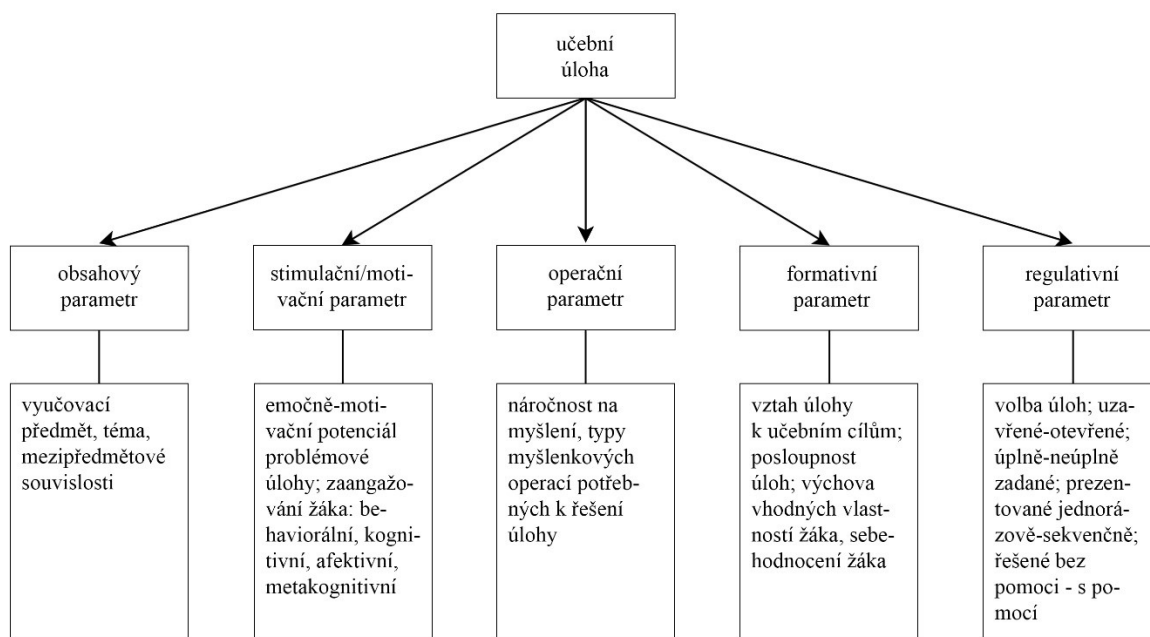 učební
úloha
obsahový
parametr
stimulační/moti-
vační parametr
operační
parametr
formativní
parametr
regulativní
parametr
vyučovací
předmět, téma,
mezipředmětové
souvislosti
emočně-moti-
vační potenciál
problémové
úlohy; zaangažo-
vání žáka: be-
haviorální, kogni-
tivní, afektivní,
metakognitivní
náročnost na
myšlení, typy
myšlenkových
operací potřeb-
ných k řešení
úlohy
vztah úlohy
k učebním cílům;
posloupnost
úloh; výchova
vhodných vlast-
ností žáka, sebe-
hodnocení žáka
volba úloh; uza-
vřené-otevřené;
úplně-neúplně
zadané; prezen-
tované jednorá-
zově-sekvenčně;
řešené bez
pomoci - s po-
mocí